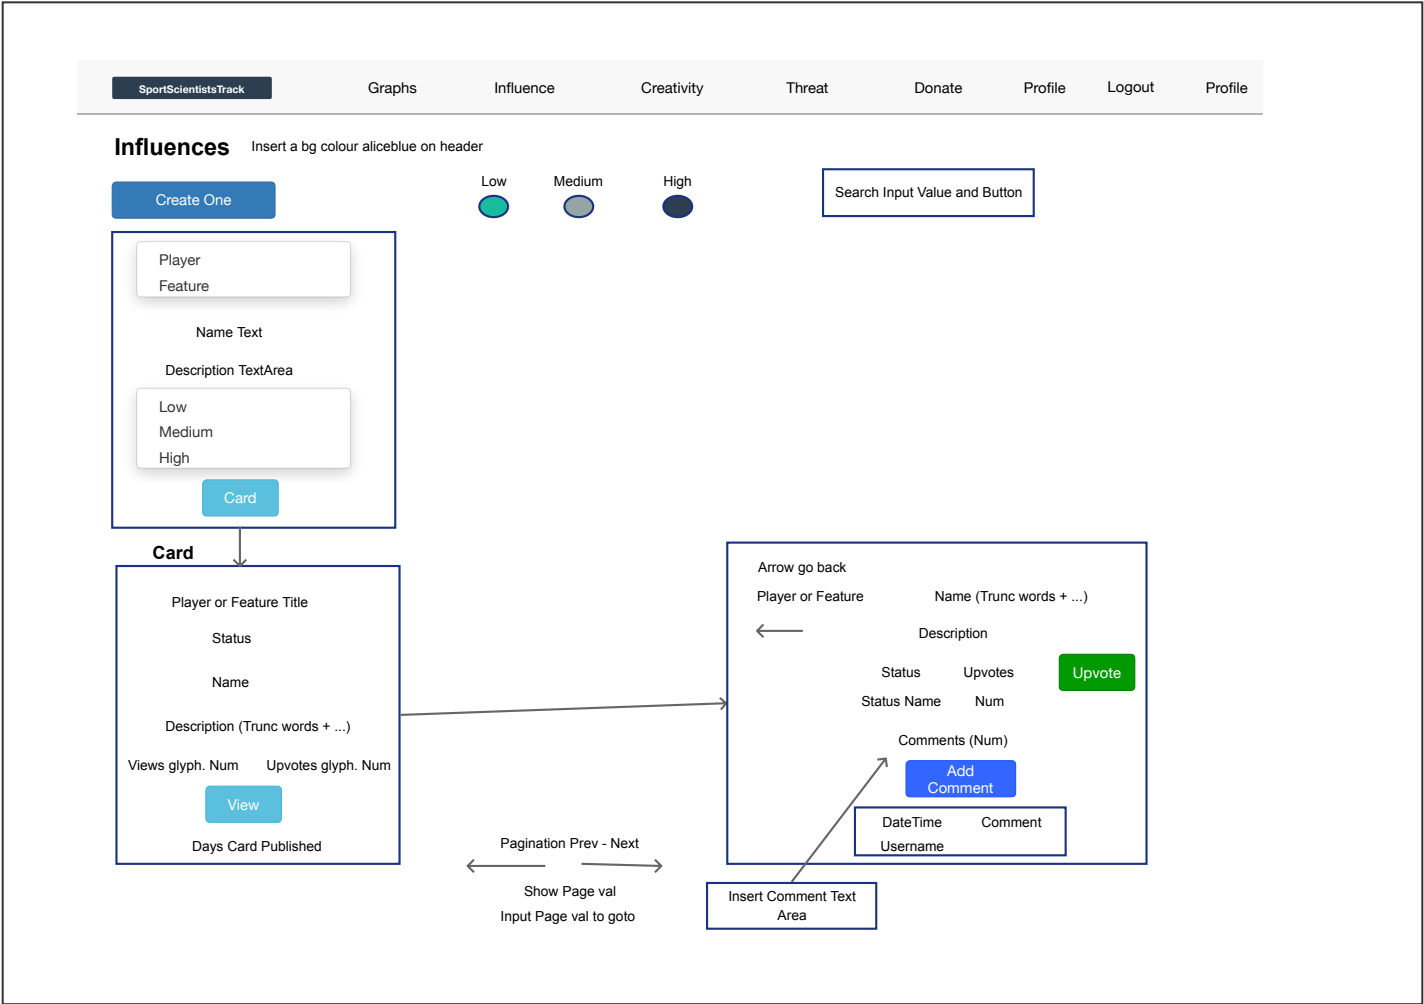 SportScientistsTrack Graphs Influence Creativity Threat Donate Profile Logout Profile
Influences Insert a bg colour aliceblue on header
Low Medium High
Create One
Search Input Value and Button
Player
Feature
Name Text
Description TextArea
Low
Medium
High
Card
Card
Player or Feature Title
Status
Name
Description (Trunc words + ...)
Views glyph. Num Upvotes glyph. Num
View
Days Card Published
Pagination Prev - Next
Show Page val
Input Page val to goto
Arrow go back
Player or Feature Name (Trunc words + ...)
Description
Status Upvotes Upvote
Status Name Num
Comments (Num)
Add
Comment
DateTime Comment
Username
Insert Comment Text
Area